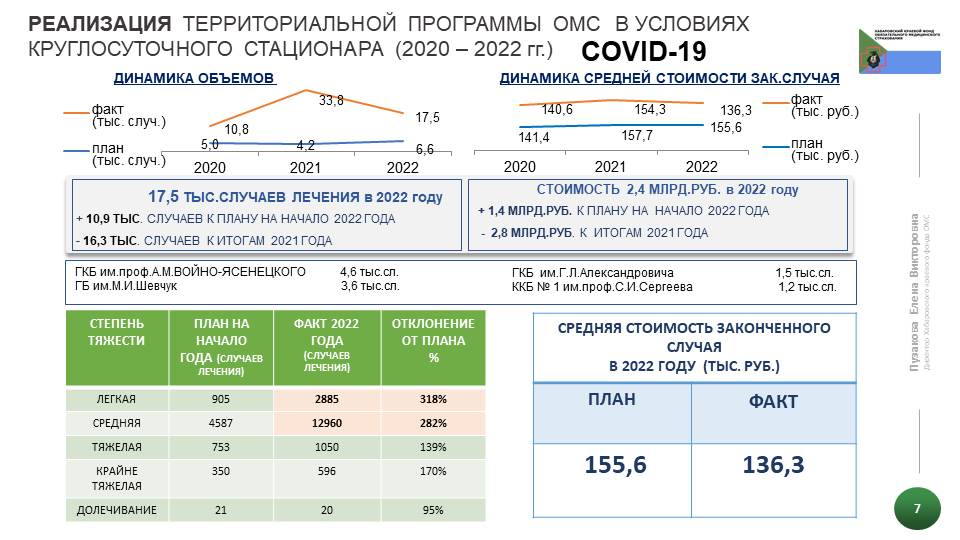 РЕАЛИЗАЦИЯ ТЕРРИТОРИАЛЬНОЙ ПРОГРАММЫ ОМС В УСЛОВИЯХ
КРУГЛОСУТОЧНОГО СТАЦИОНАРА (2020 – 2022 гг.) COVID-19
ХАБАРОВСКИЙ КРАЕВОЙ ФОНД
ОБЯЗАТЕЛЬНОГО МЕДИЦИНСКОГО
СТРАХОВАНИЯ
ДИНАМИКА ОБЪЕМОВ
факт
(тыс. случ.)
план
(тыс. случ.)
10,8
33,8
17,5
5,0
4,2
6,6
2020
2021
2022
ДИНАМИКА СРЕДНЕЙ СТОИМОСТИ ЗАК.СЛУЧАЯ
140,6
154,3
136,3
141,4
157,7
155,6
2020
2021
2022
факт
(тыс. руб.)
план
(тыс. руб.)
17,5 ТЫС.СЛУЧАЕВ ЛЕЧЕНИЯ в 2022 году
+ 10,9 ТЫС. СЛУЧАЕВ К ПЛАНУ НА НАЧАЛО 2022 ГОДА
- 16,3 ТЫС. СЛУЧАЕВ К ИТОГАМ 2021 ГОДА
СТОИМОСТЬ 2,4 МЛРД.РУБ. в 2022 году
+ 1,4 МЛРД.РУБ. К ПЛАНУ НА НАЧАЛО 2022 ГОДА
- 2,8 МЛРД.РУБ. К ИТОГАМ 2021 ГОДА
ГКБ им.проф.А.М.ВОЙНО-ЯСЕНЕЦКОГО 4,6 тыс.сл.
ГБ им.М.И.Шевчук 3,6 тыс.сл.
ГКБ им.Г.Л.Александровича 1,5 тыс.сл.
ККБ № 1 им.проф.С.И.Сергеева 1,2 тыс.сл.
СТЕПЕНЬ ТЯЖЕСТИ
ПЛАН НА НАЧАЛО ГОДА (СЛУЧАЕВ ЛЕЧЕНИЯ)
ФАКТ 2022 ГОДА (СЛУЧАЕВ ЛЕЧЕНИЯ)
ОТКЛОНЕНИЕ ОТ ПЛАНА %
ЛЕГКАЯ 905 2885 318%
СРЕДНЯЯ 4587 12960 282%
ТЯЖЕЛАЯ 753 1050 139%
КРАЙНЕ ТЯЖЕЛАЯ 350 596 170%
ДОЛЕЧИВАНИЕ 21 20 95%
СРЕДНЯЯ СТОИМОСТЬ ЗАКОНЧЕННОГО
СЛУЧАЯ
В 2022 ГОДУ (ТЫС. РУБ.)
ПЛАН ФАКТ
155,6 136,3
Пузакова Елена Викторовна
Директор Хабаровского краевого фонда ОМС
7